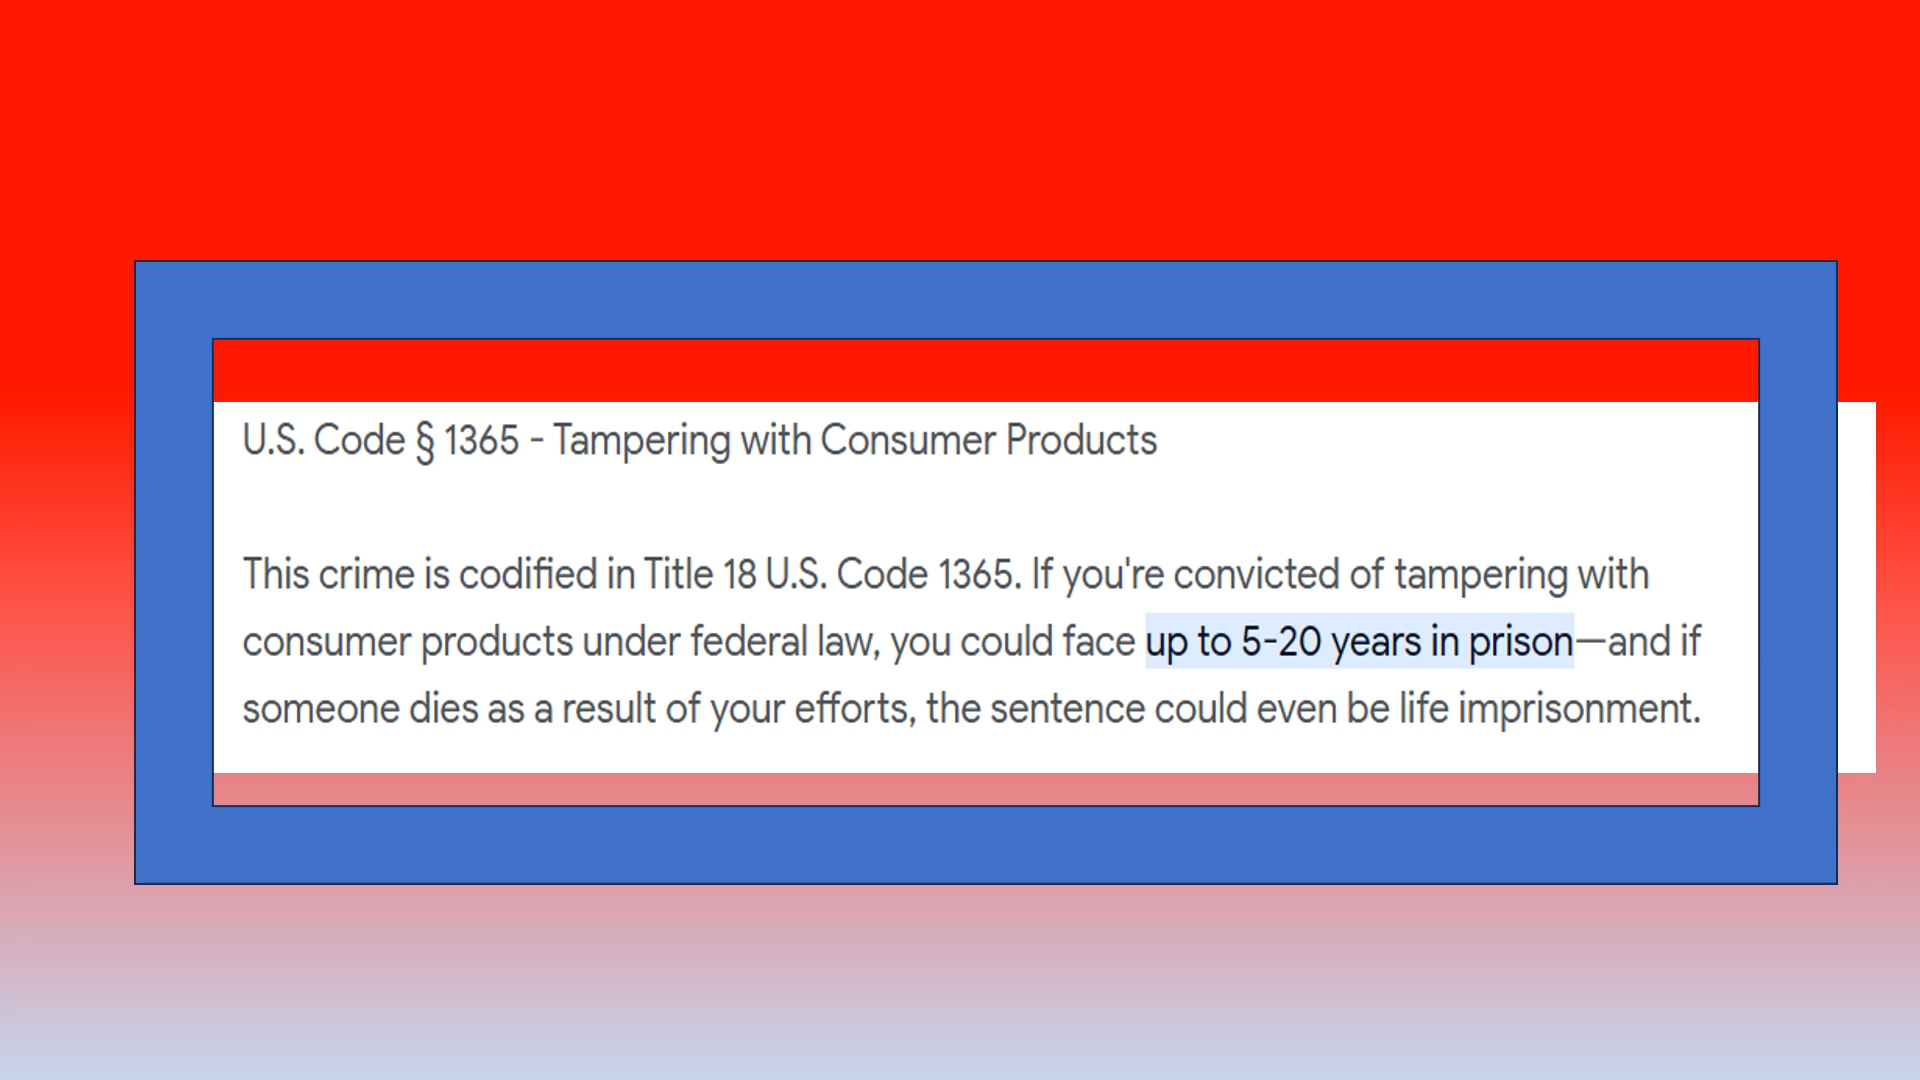 U.S. Code § 1365 - Tampering with Consumer Products
This crime is codified in Title 18 U.S. Code 1365. If you're convicted of tampering with
consumer products under federal law, you could face up to 5-20 years in prison—and if
someone dies as a result of your efforts, the sentence could even be life imprisonment.